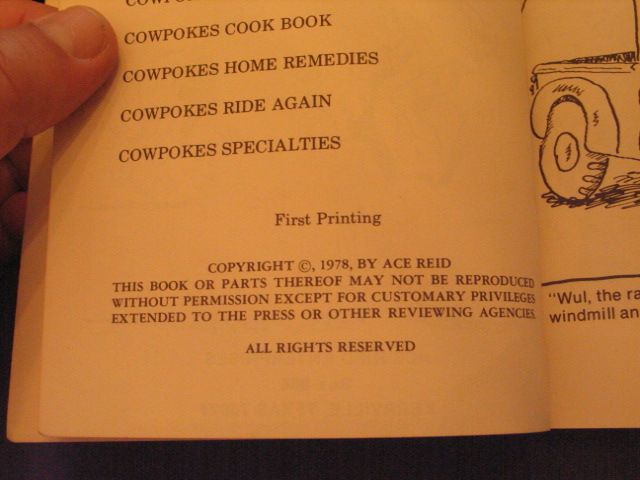 COWPOKES COOK BOOK
COWPOKES HOME REMEDIES
COWPOKES RIDE AGAIN
COWPOKES SPECIALTIES
First Printing
COPYRIGHT ©, 1978, BY ACE REID
THIS BOOK OR PARTS THEREOF MAY NOT BE REPRODUCED
WITHOUT PERMISSION EXCEPT FOR CUSTOMARY PRIVILEGES
EXTENDED TO THE PRESS OR OTHER REVIEWING AGENCIES.
ALL RIGHTS RESERVED
"Wul, the ra
windmill an